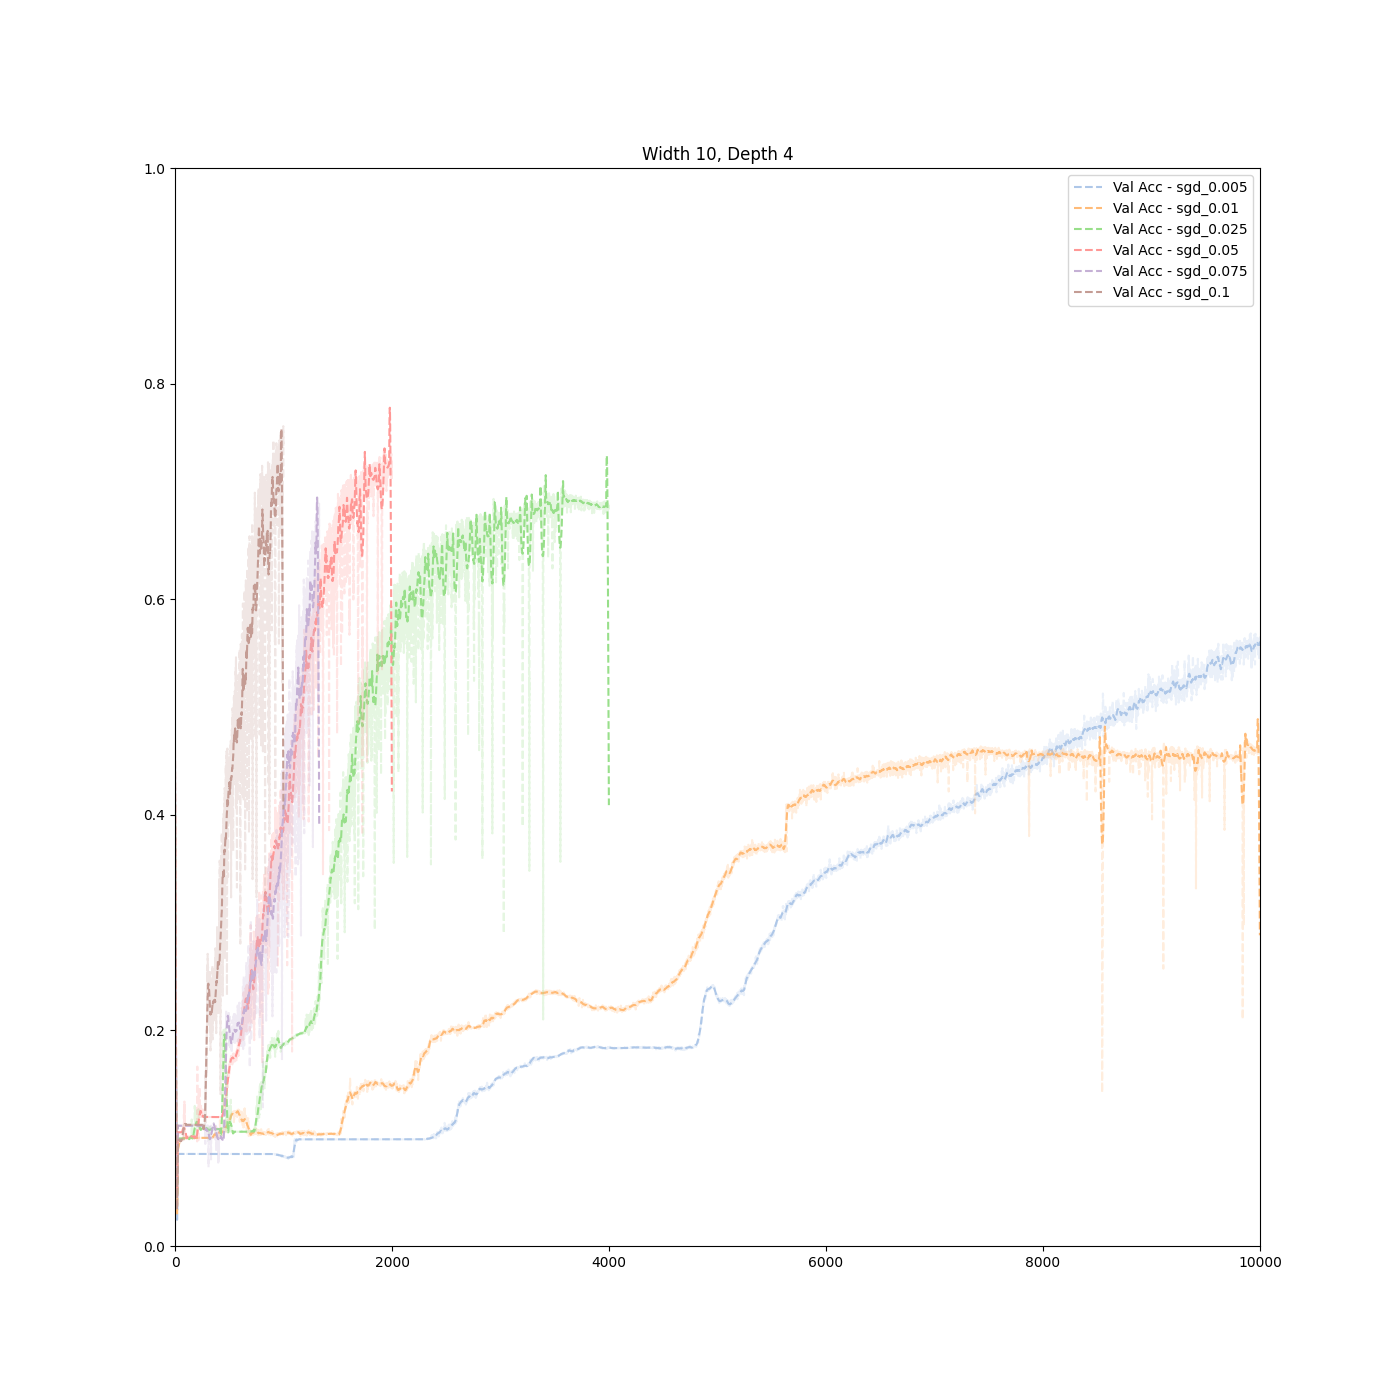 Width 10, Depth 4
1.0
0.8
0.6
0.4
0.2
0.0
0 2000 4000 6000 8000 10000
Val Acc - sgd_0.005
Val Acc - sgd_0.01
Val Acc - sgd_0.025
Val Acc - sgd_0.05
Val Acc - sgd_0.075
Val Acc - sgd_0.1